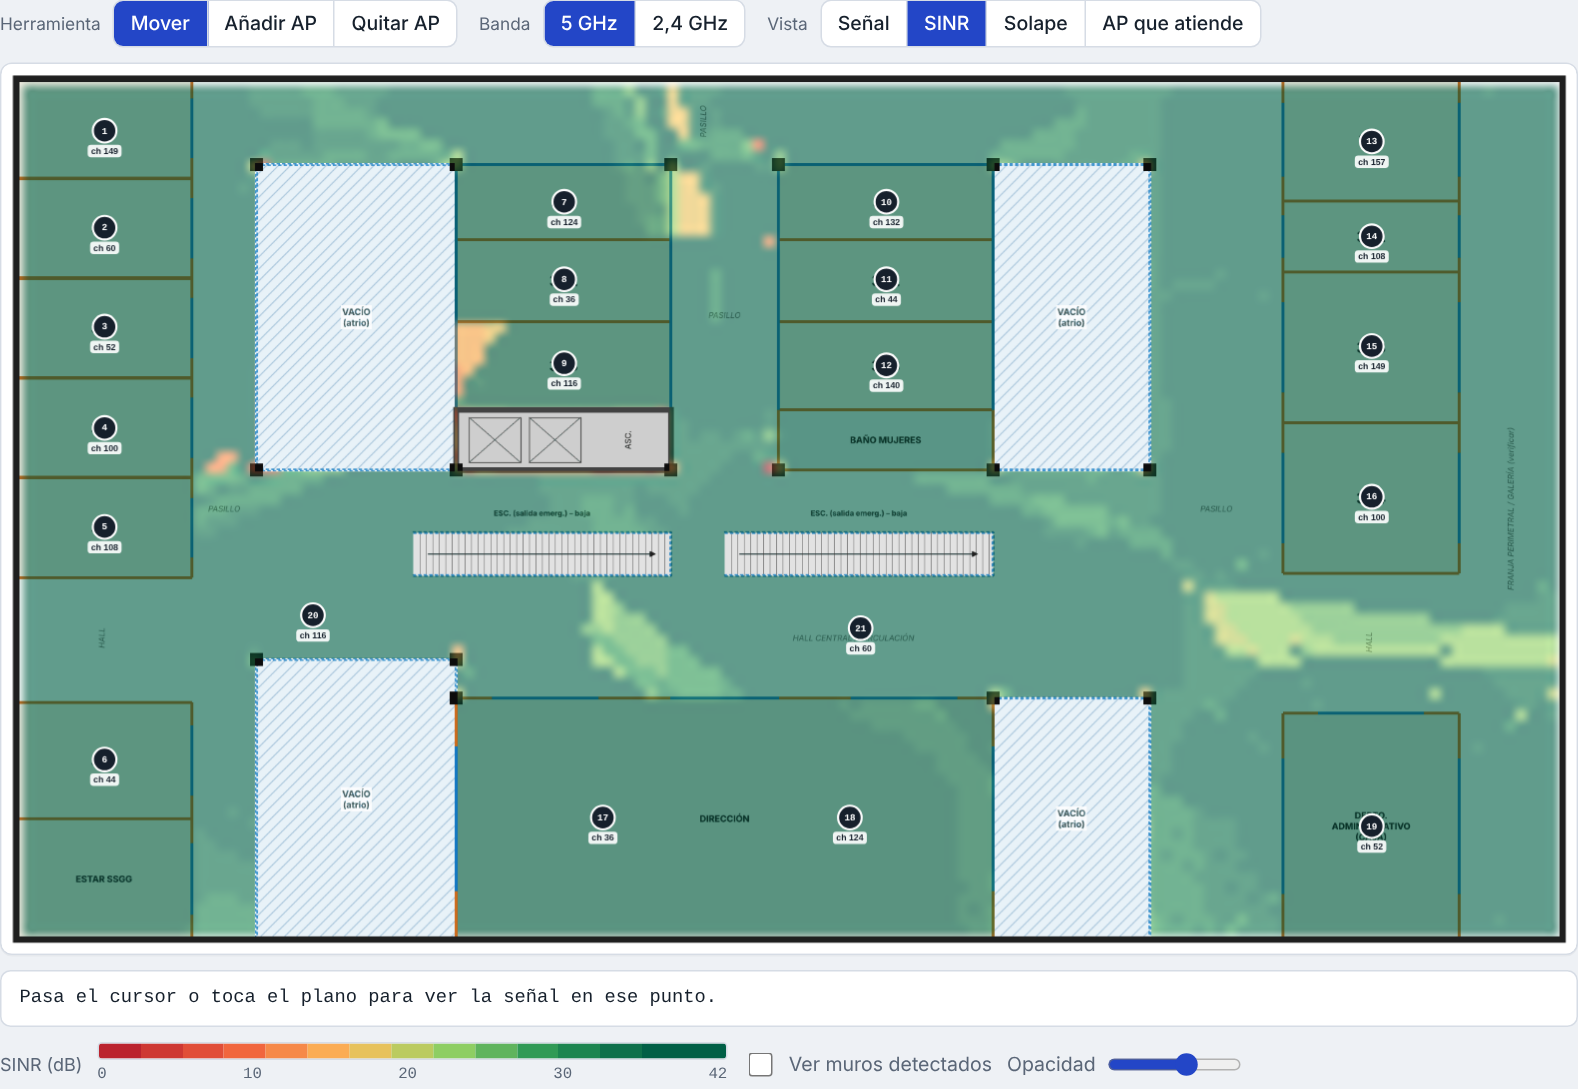 Herramienta Mover Añadir AP Quitar AP Banda 5 GHz 2,4 GHz Vista Señal SINR Solape AP que atiende
1
ch 149
2
ch 60
3
ch 52
4
ch 100
5
ch 108
6
ch 44
ESTAR SSGG
PASILLO
HALL
VACÍO
(atrio)
20
ch 116
VACÍO
(atrio)
7
ch 124
8
ch 36
9
ch 116
ASC.
PASILLO
PASILLO
10
ch 132
11
ch 44
12
ch 140
BAÑO MUJERES
VACÍO
(atrio)
ESC. (salida emerg.) – baja
ESC. (salida emerg.) – baja
21
ch 60
HALL CENTRAL
17
ch 36
DIRECCIÓN
18
ch 124
VACÍO
(atrio)
PASILLO
13
ch 157
14
ch 108
15
ch 149
16
ch 100
FRANJA PERIMETRAL / GALERÍA (verificar)
HALL
19
ch 52
Pasa el cursor o toca el plano para ver la señal en ese punto.
SINR (dB) 0 10 20 30 42 Ver muros detectados Opacidad